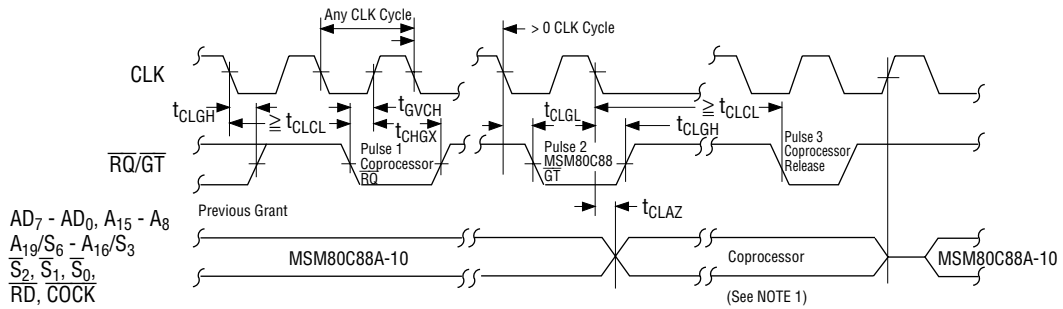 Any CLK Cycle
> 0 CLK Cycle
CLK
tCLGH
≧ tCLCL
tGVCH
tCHGX
tCLGL
≧ tCLCL
tCLGH
RQ/GT
Pulse 1
Coprocessor
RQ
Pulse 2
MSM80C88
GT
Pulse 3
Coprocessor
Release
Previous Grant
tCLAZ
AD7 - AD0, A15 - A8
A19/S6 - A16/S3
S2, S1, S0,
RD, COCK
MSM80C88A-10
Coprocessor
MSM80C88A-10
(See NOTE 1)